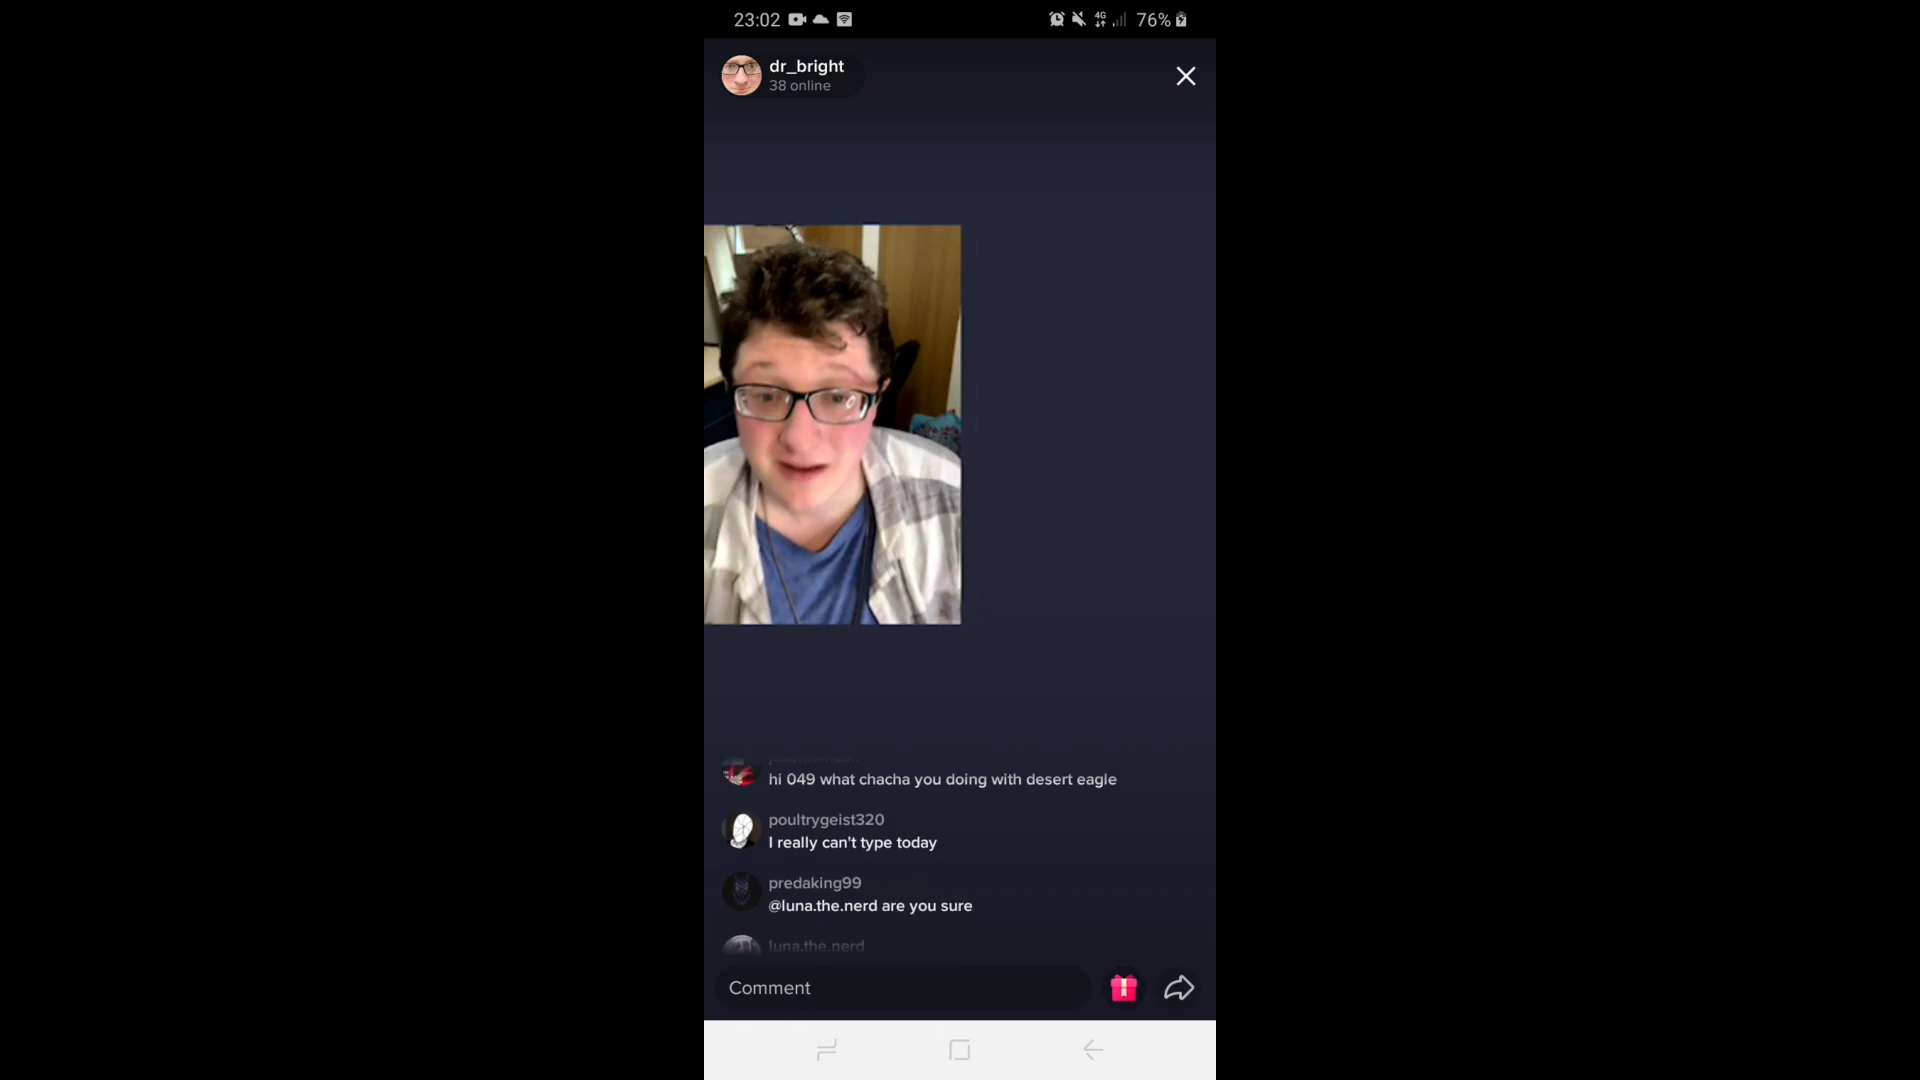 23:02
4G
76%
dr_bright
38 online
hi 049 what chacha you doing with desert eagle
poultrygeist320
I really can't type today
predaking99
@luna.the.nerd are you sure
luna.the.nerd
Comment